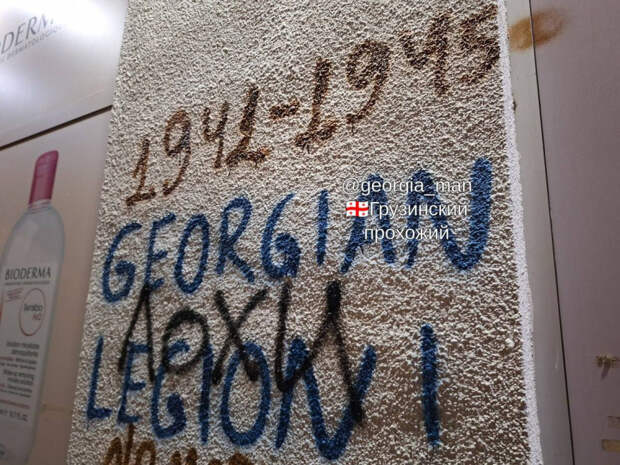 1941-1945
@georgia_man
🇬🇪Грузинский
прохожий
GEORGIAN
ЛОХИ
LEGION!
BIODERMA